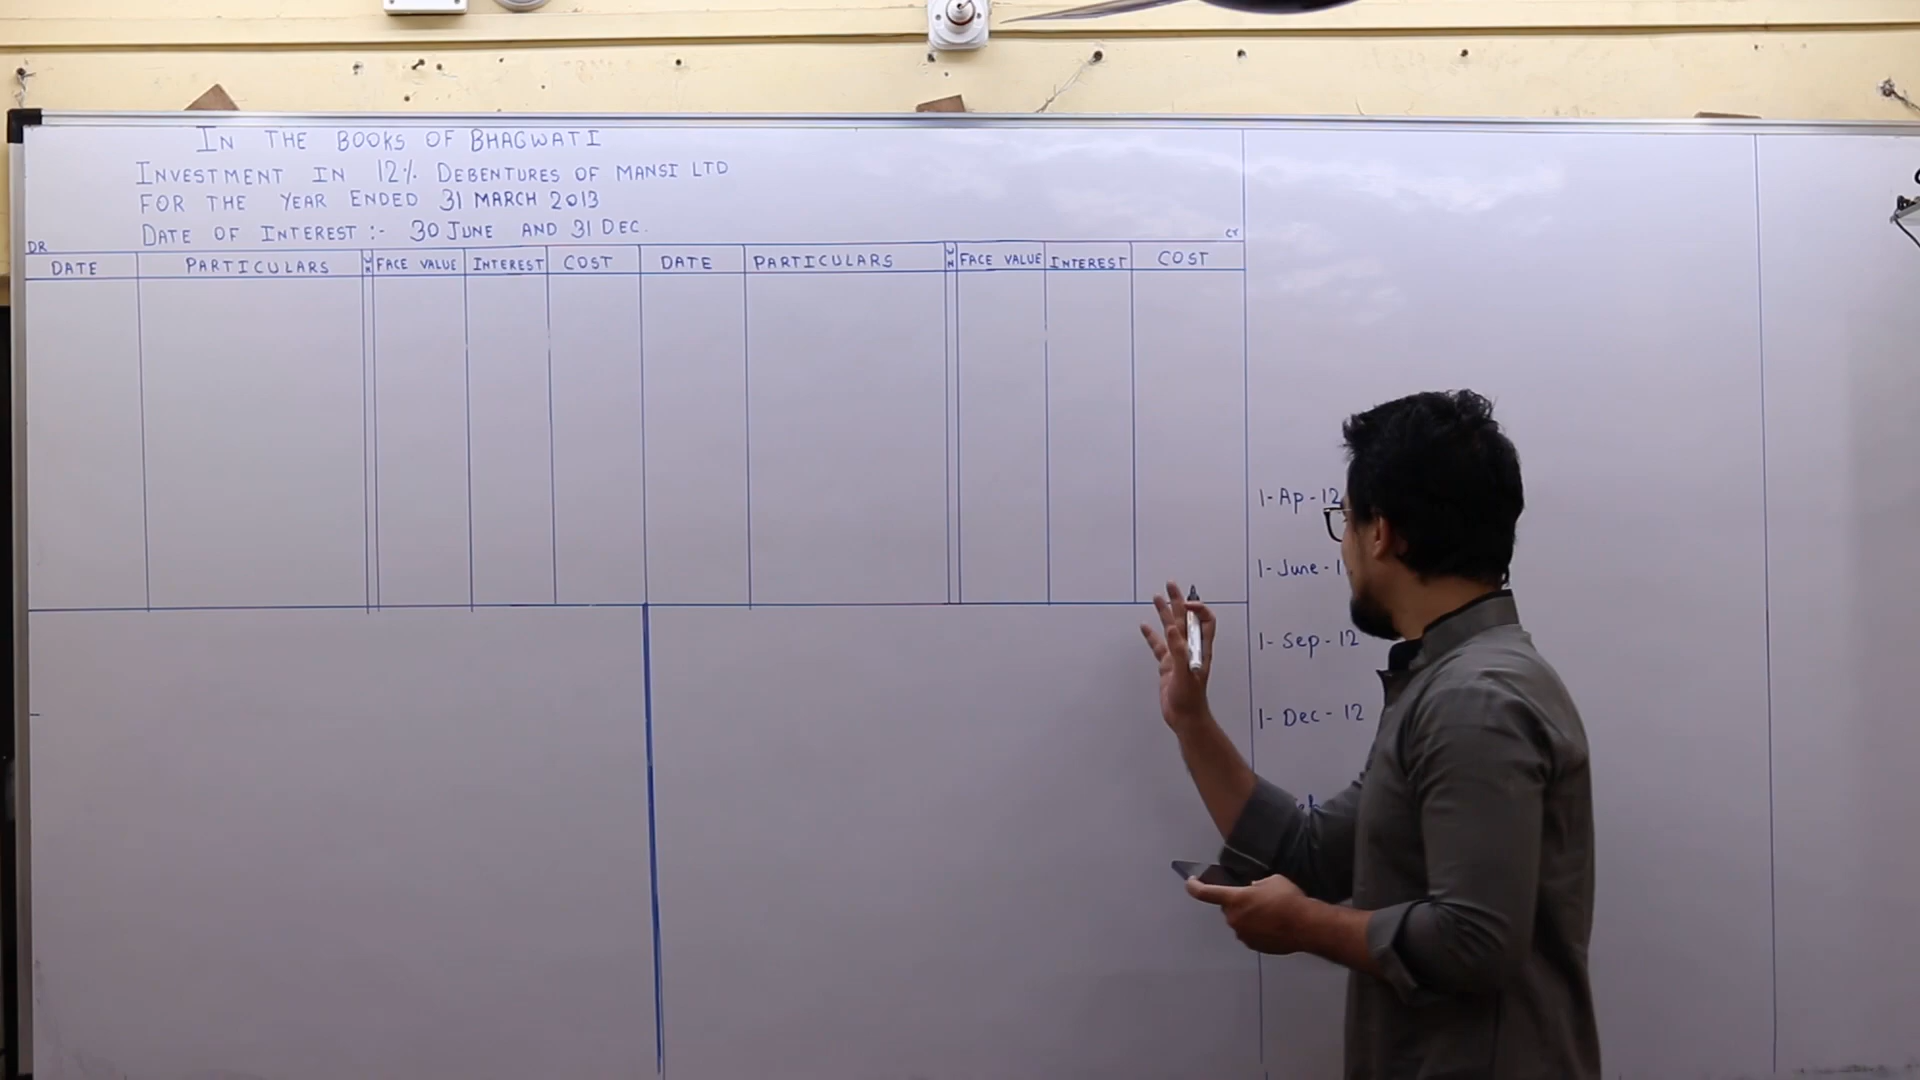 IN THE BOOKS OF BHAGWATI
INVESTMENT IN 12% DEBENTURES OF MANSI LTD
FOR THE YEAR ENDED 31 MARCH 2013
DATE OF INTEREST :- 30 JUNE AND 31 DEC.
DR Cr
DATE PARTICULARS FACE VALUE INTEREST COST DATE PARTICULARS FACE VALUE INTEREST COST
1- Ap - 12
1- June - 1
1- Sep - 12
1- Dec - 12